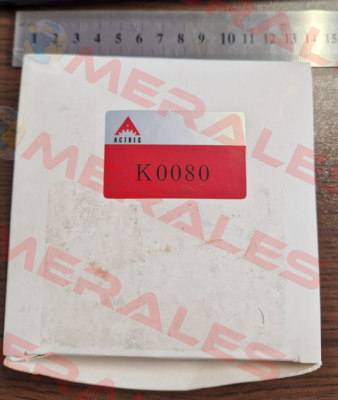 1 2 3 4 5 6 7 8 9 10 11 12 13 14 15
MERALES
ACTREG
K0080
MERALES
MERALES